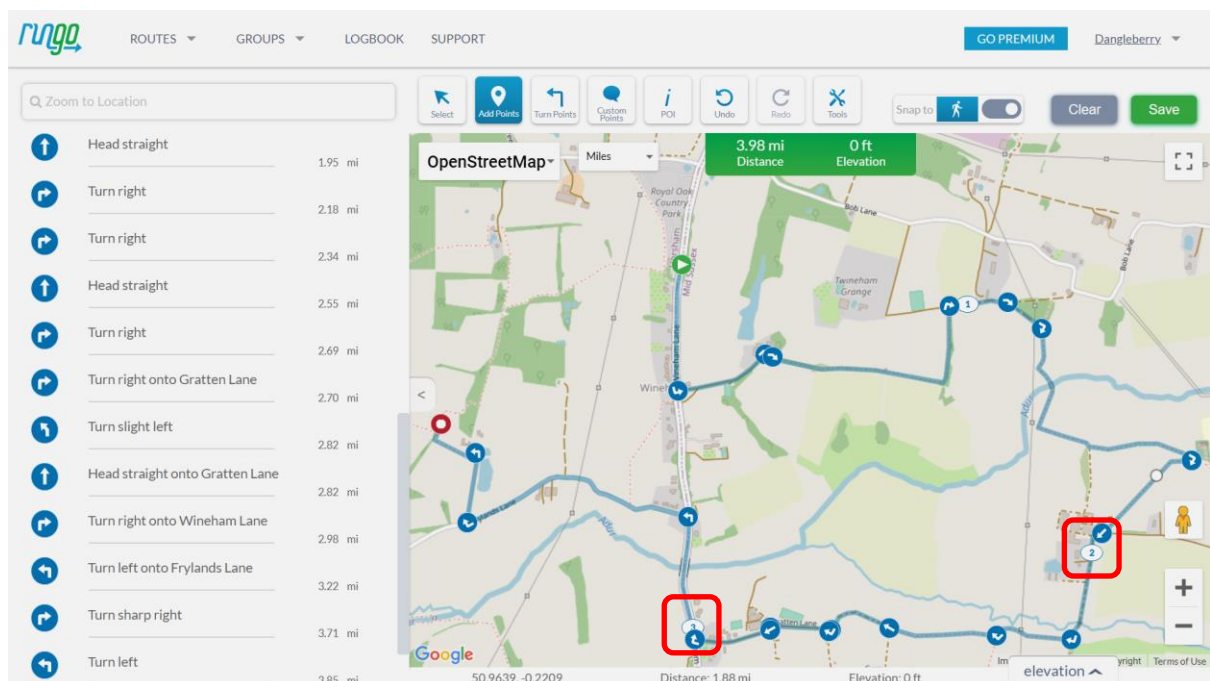 rungo
ROUTES
GROUPS
LOGBOOK
SUPPORT
GO PREMIUM
Dangleberry
Zoom to Location
Select
Add Points
Turn Points
Custom
Points
POI
Undo
Redo
Tools
Snap to
Clear
Save
Head straight
1.95 mi
Turn right
2.18 mi
Turn right
2.34 mi
Head straight
2.55 mi
Turn right
2.69 mi
Turn right onto Gratten Lane
2.70 mi
Turn slight left
2.82 mi
Head straight onto Gratten Lane
2.82 mi
Turn right onto Wineham Lane
2.98 mi
Turn left onto Frylands Lane
3.22 mi
Turn sharp right
3.71 mi
Turn left
3.85 mi
OpenStreetMap
Miles
3.98 mi
Distance
0 ft
Elevation
Royal Oak
Country
Park
Bob Lane
Bob Lane
Mid Sussex
Twineham
Grange
1
Wineham Lane
<
Adur
Adur
2
3
Google
Terms of Use
elevation
50.9639, -0.2209
Distance: 1.88 mi
Elevation: 0 ft
+
−